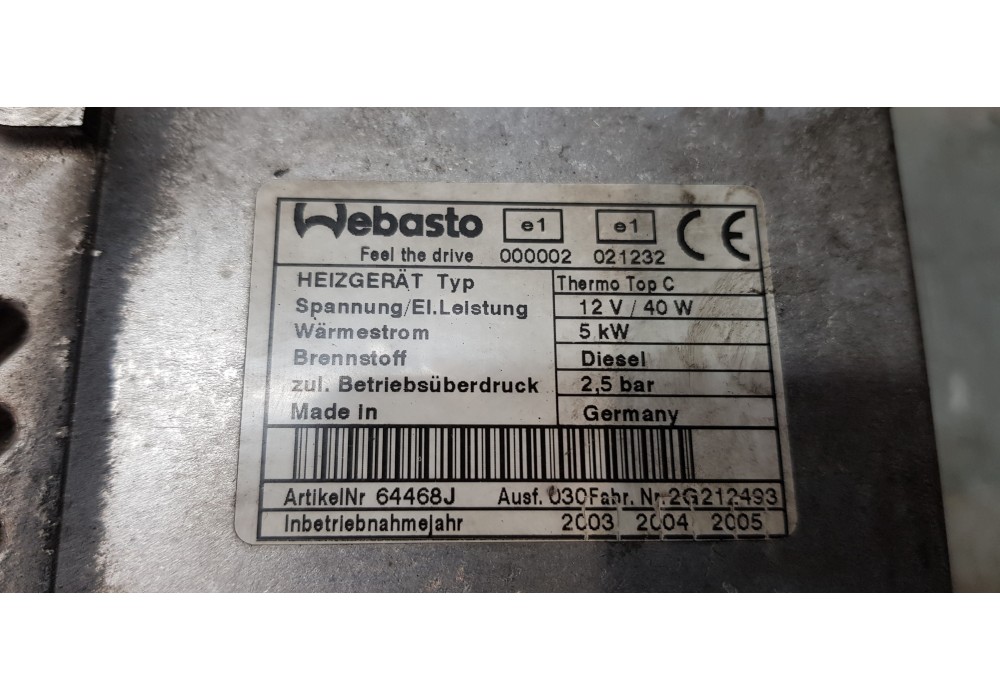 Webasto e1 e1 CE
Feel the drive 000002 021232
HEIZGERÄT Typ Thermo Top C
Spannung/El.Leistung 12 V / 40 W
Wärmestrom 5 kW
Brennstoff Diesel
zul. Betriebsüberdruck 2,5 bar
Made in Germany
ArtikelNr 64468J Ausf. 030 Fabr. Nr. 2G212493
Inbetriebnahmejahr 2003 2004 2005